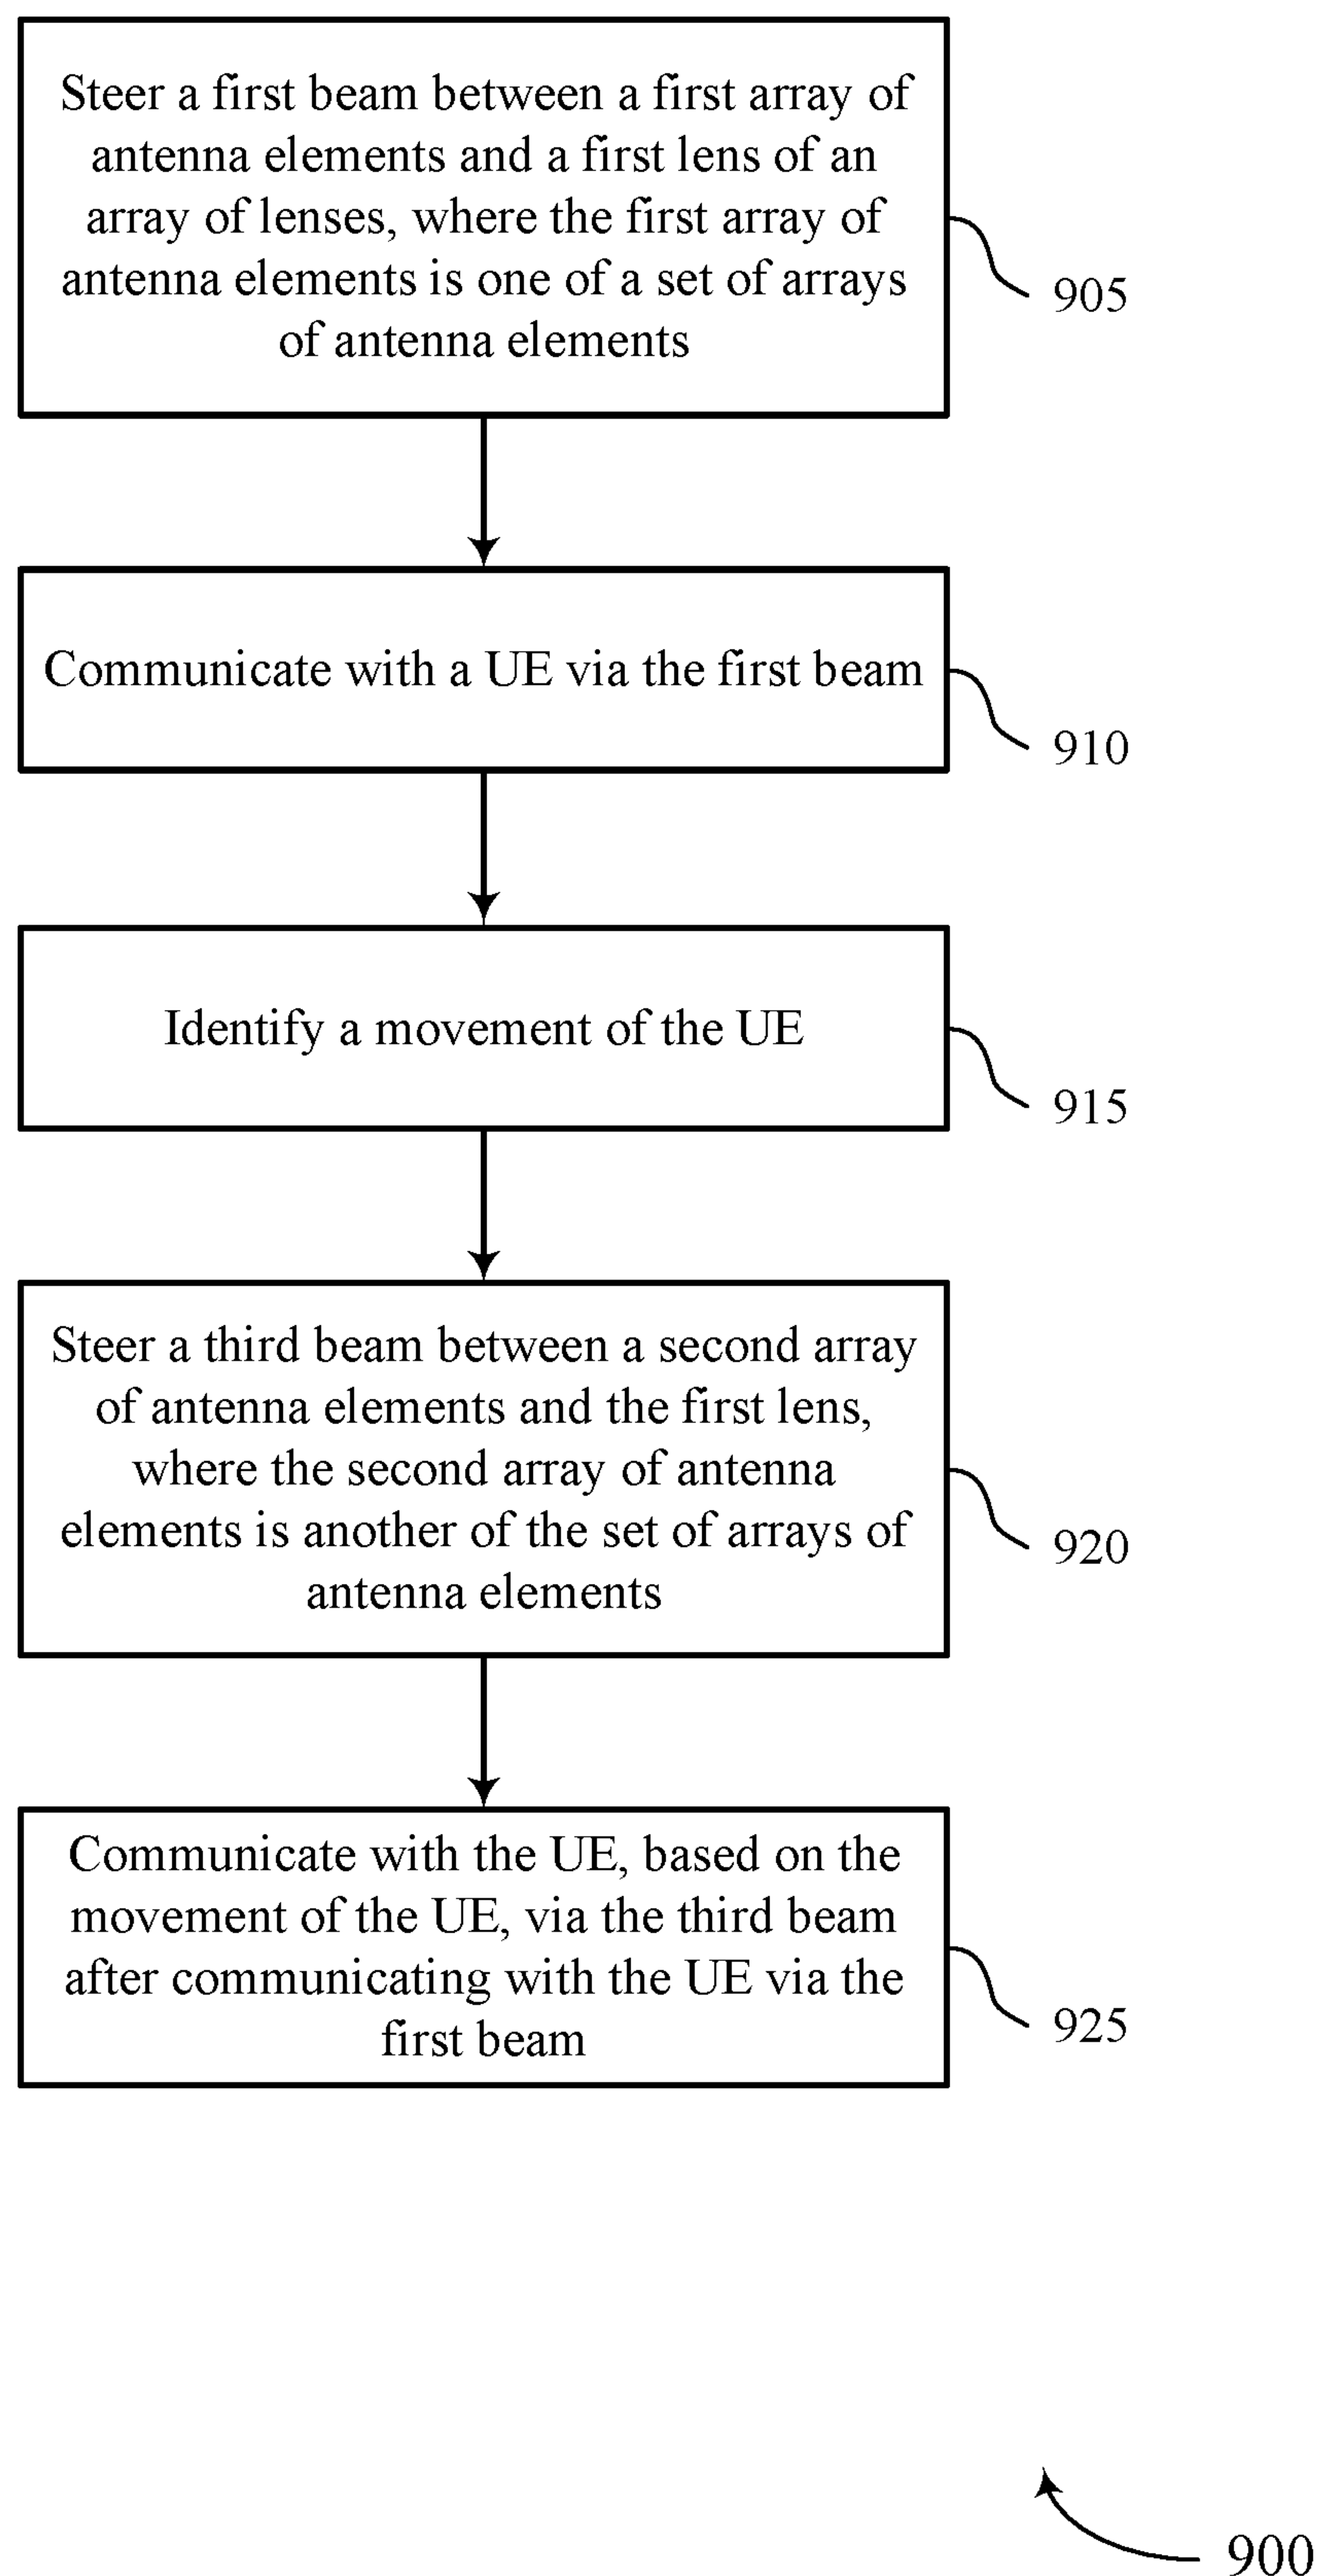 Steer a first beam between a first array of
antenna elements and a first lens of an
array of lenses, where the first array of
antenna elements is one of a set of arrays
of antenna elements
905
Communicate with a UE via the first beam
910
Identify a movement of the UE
915
Steer a third beam between a second array
of antenna elements and the first lens,
where the second array of antenna
elements is another of the set of arrays of
antenna elements
920
Communicate with the UE, based on the
movement of the UE, via the third beam
after communicating with the UE via the
first beam
925
900